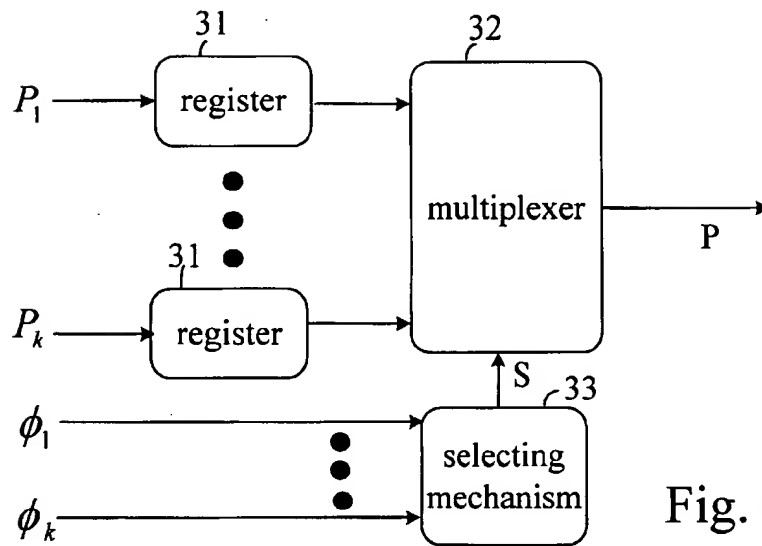 31
P₁
register
32
multiplexer
P
31
Pₖ
register
S
33
ϕ₁
selecting
mechanism
ϕₖ
Fig.